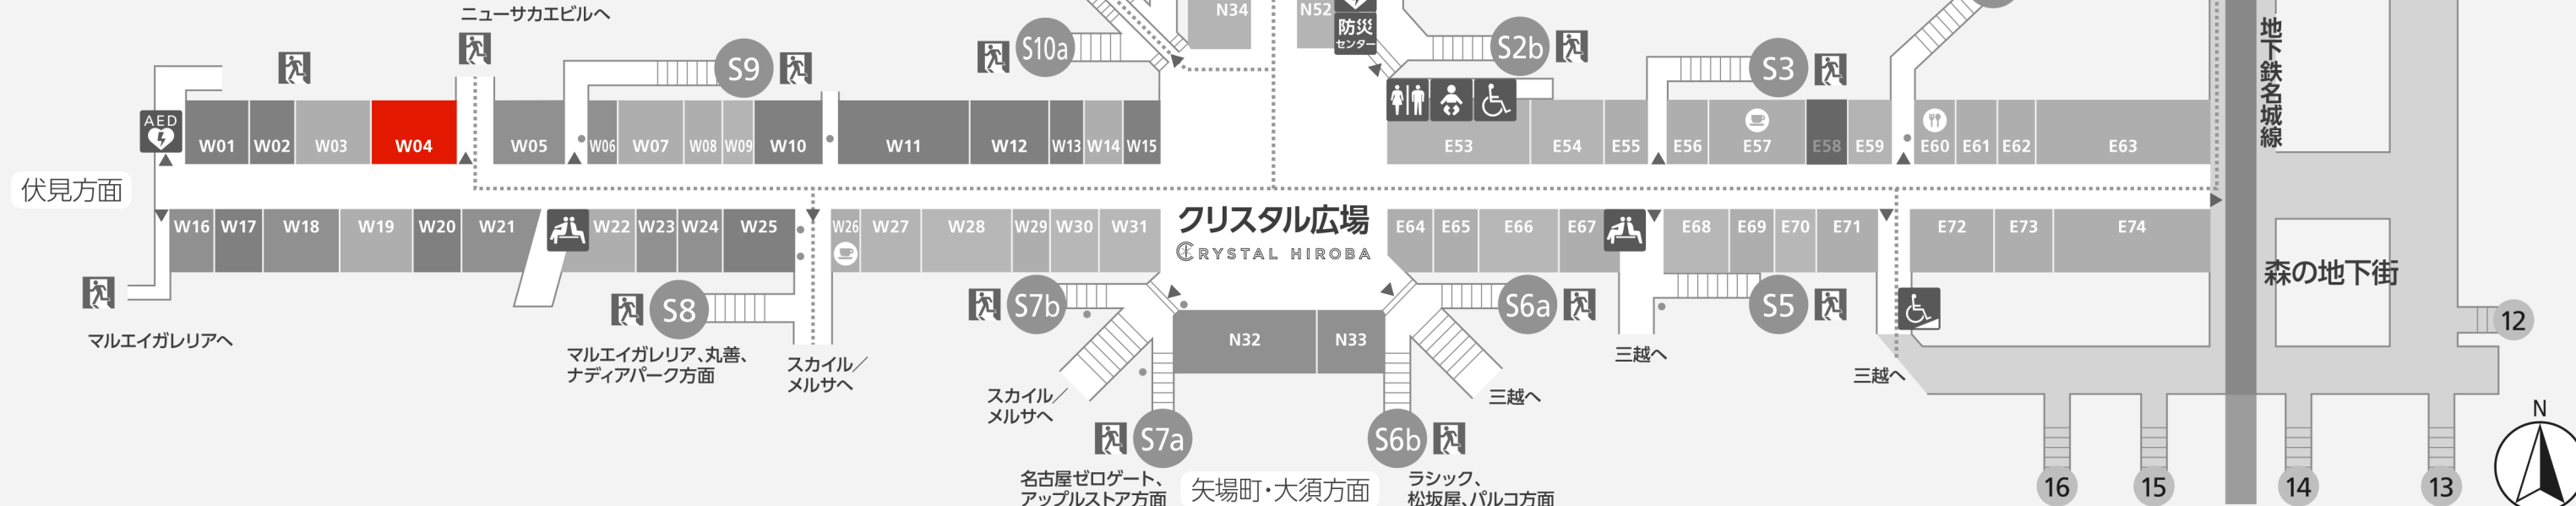 ニューサカエビルへ
N34
N52
防災
センター
S10a
S2b
S9
S3
地下鉄名城線
AED
W01
W02
W03
W04
W05
W06
W07
W08
W09
W10
W11
W12
W13
W14
W15
E53
E54
E55
E56
E57
E58
E59
E60
E61
E62
E63
伏見方面
W16
W17
W18
W19
W20
W21
W22
W23
W24
W25
W26
W27
W28
W29
W30
W31
クリスタル広場
CRYSTAL HIROBA
E64
E65
E66
E67
E68
E69
E70
E71
E72
E73
E74
森の地下街
S8
S7b
S6a
S5
12
マルエイガレリアへ
マルエイガレリア、丸善、
ナディアパーク方面
スカイル/
メルサへ
N32
N33
三越へ
三越へ
スカイル/
メルサへ
三越へ
S7a
S6b
名古屋ゼロゲート、
アップルストア方面
矢場町・大須方面
ラシック、
松坂屋、パルコ方面
16
15
14
13
N